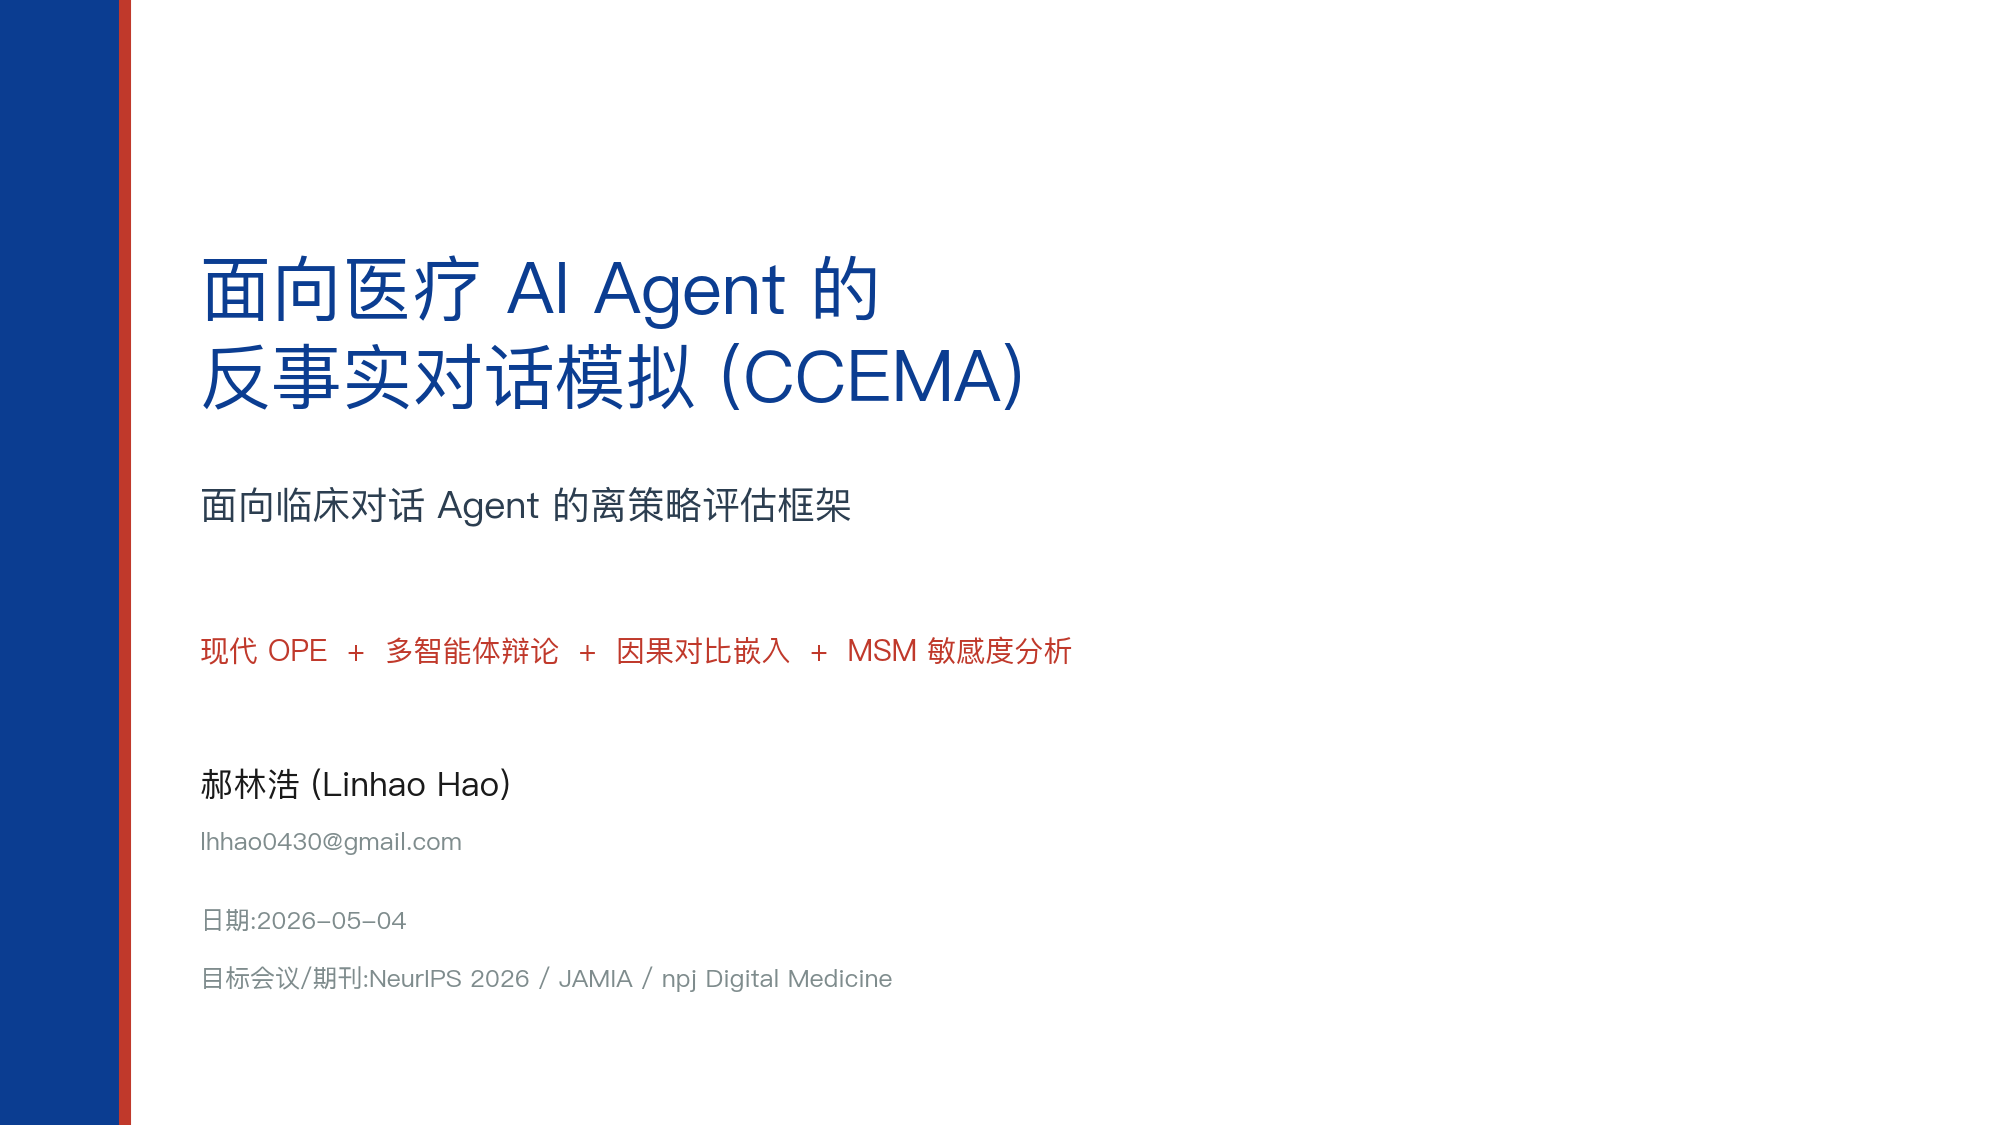 面向医疗 AI Agent 的
反事实对话模拟 (CCEMA)
面向临床对话 Agent 的离策略评估框架
现代 OPE + 多智能体辩论 + 因果对比嵌入 + MSM 敏感度分析
郝林浩 (Linhao Hao)
lhhao0430@gmail.com
日期:2026-05-04
目标会议/期刊:NeurIPS 2026 / JAMIA / npj Digital Medicine